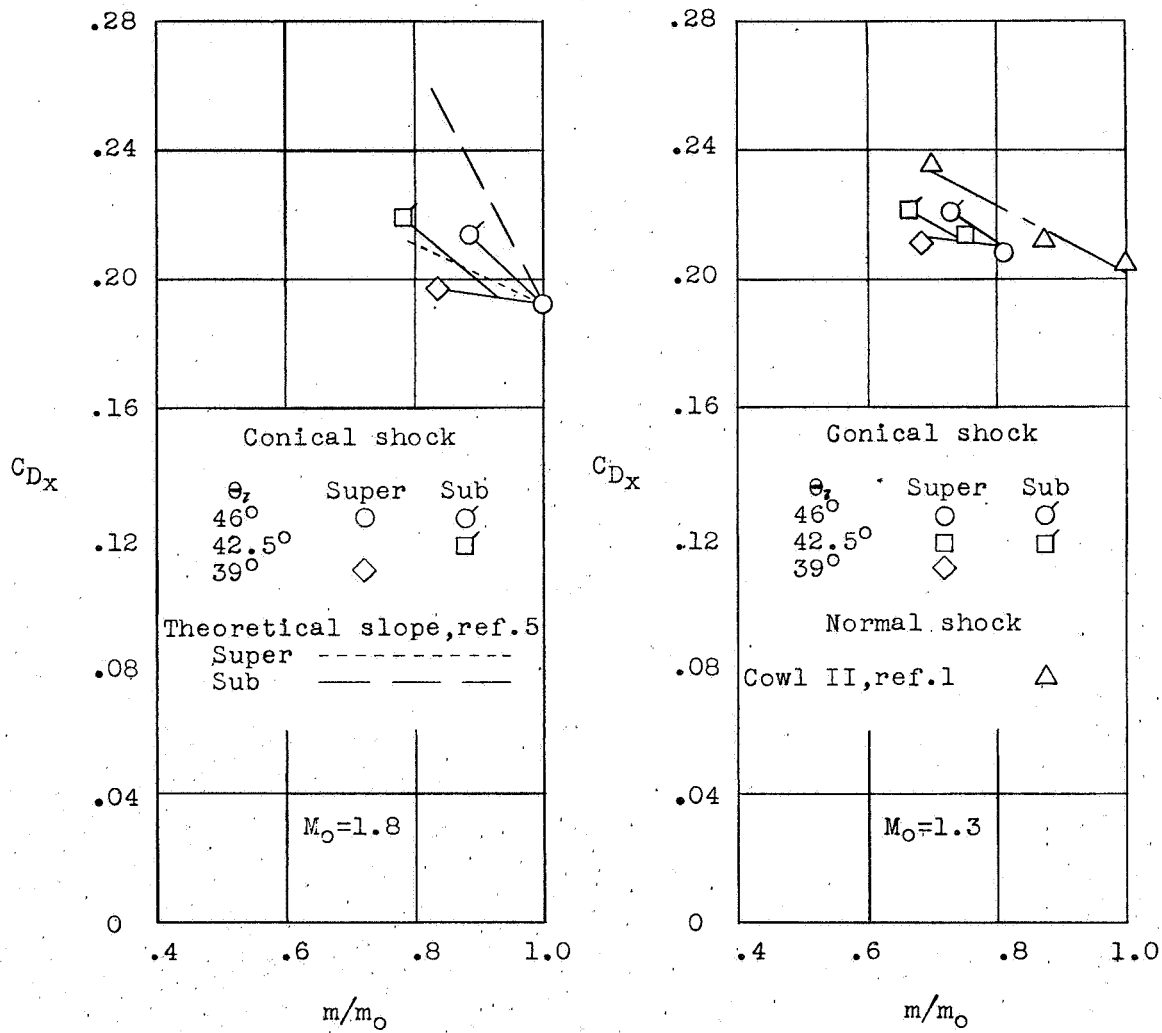 .28
.24
.20
.16
C_Dx
.12
.08
.04
0
.4
.6
.8
1.0
m/m_o
Conical shock
Θ_l Super Sub
46°
42.5°
39°
Theoretical slope,ref.5
Super
Sub
M_o=1.8
.28
.24
.20
.16
C_Dx
.12
.08
.04
0
.4
.6
.8
1.0
m/m_o
Gonical shock
Θ_l Super Sub
46°
42.5°
39°
Normal shock
Cowl II,ref.1
M_o=1.3